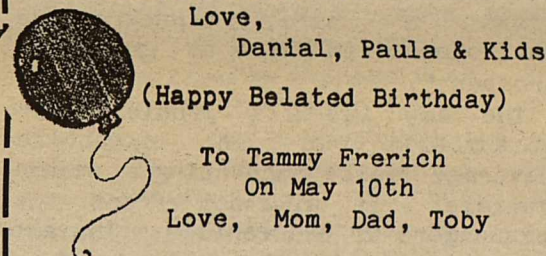 Love,
Danial, Paula & Kids
(Happy Belated Birthday)
To Tammy Frerich
On May 10th
Love, Mom, Dad, Toby